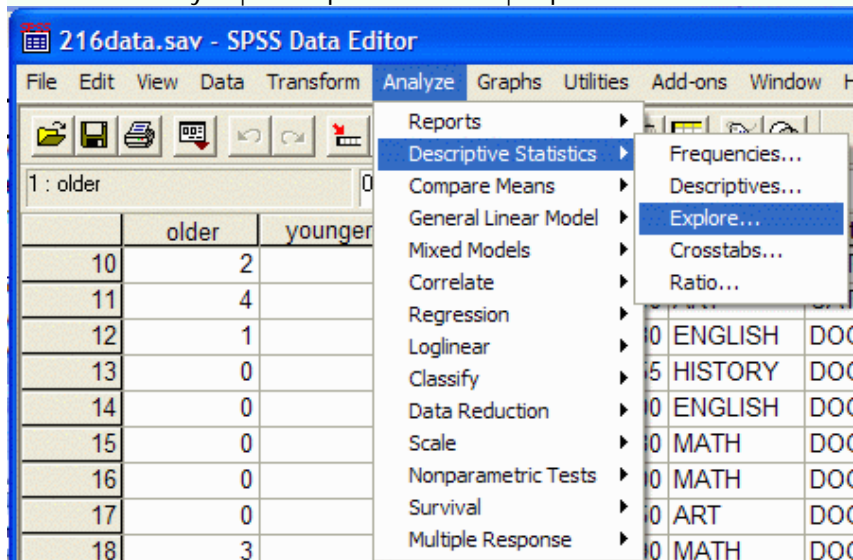 216data.sav - SPSS Data Editor
File Edit View Data Transform Analyze Graphs Utilities Add-ons Window
1 : older 0
older younger
10 2
11 4
12 1
13 0
14 0
15 0
16 0
17 0
18 3
Reports
Descriptive Statistics
Compare Means
General Linear Model
Mixed Models
Correlate
Regression
Loglinear
Classify
Data Reduction
Scale
Nonparametric Tests
Survival
Multiple Response
Frequencies...
Descriptives...
Explore...
Crosstabs...
Ratio...
ENGLISH
HISTORY
ENGLISH
MATH
MATH
ART
MATH